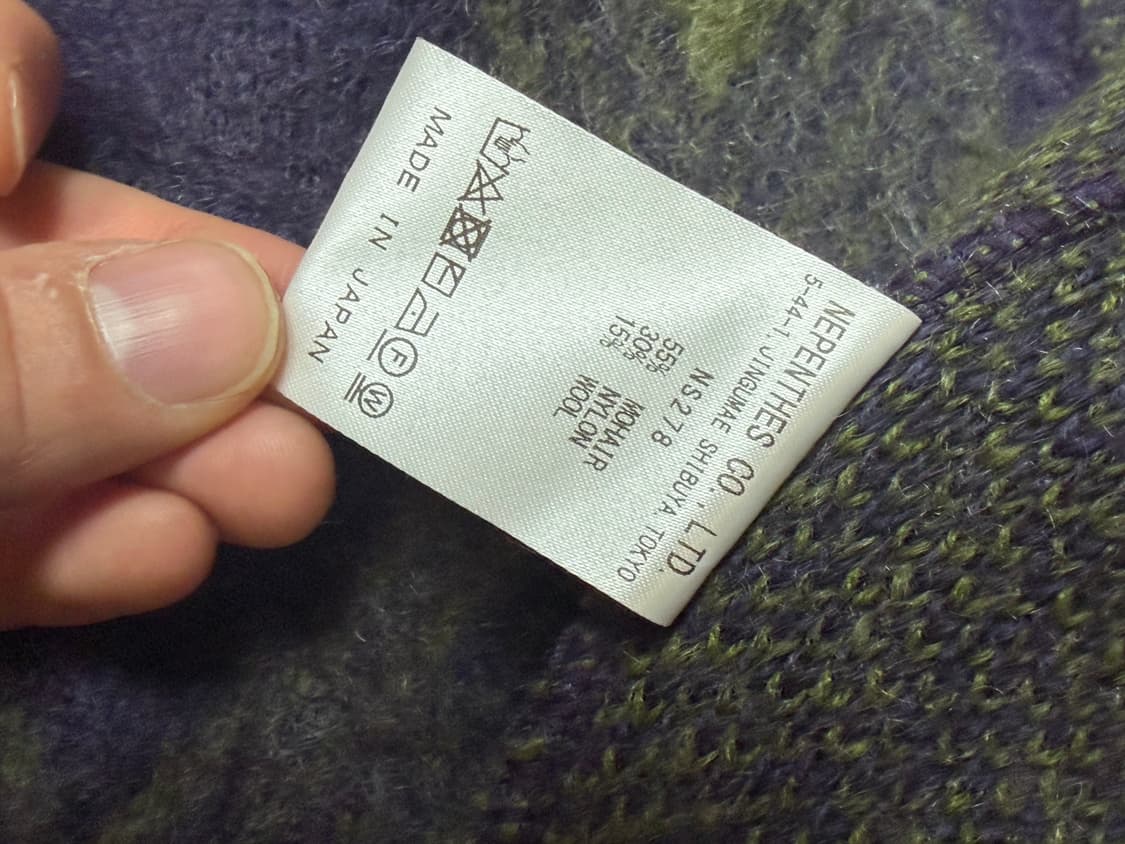 NEPENTHES CO., LTD.
5-44-1 JINGUMAE SHIBUYA, TOKYO
NS278
55% MOHAIR
30% NYLON
15% WOOL
F
W
MADE IN JAPAN